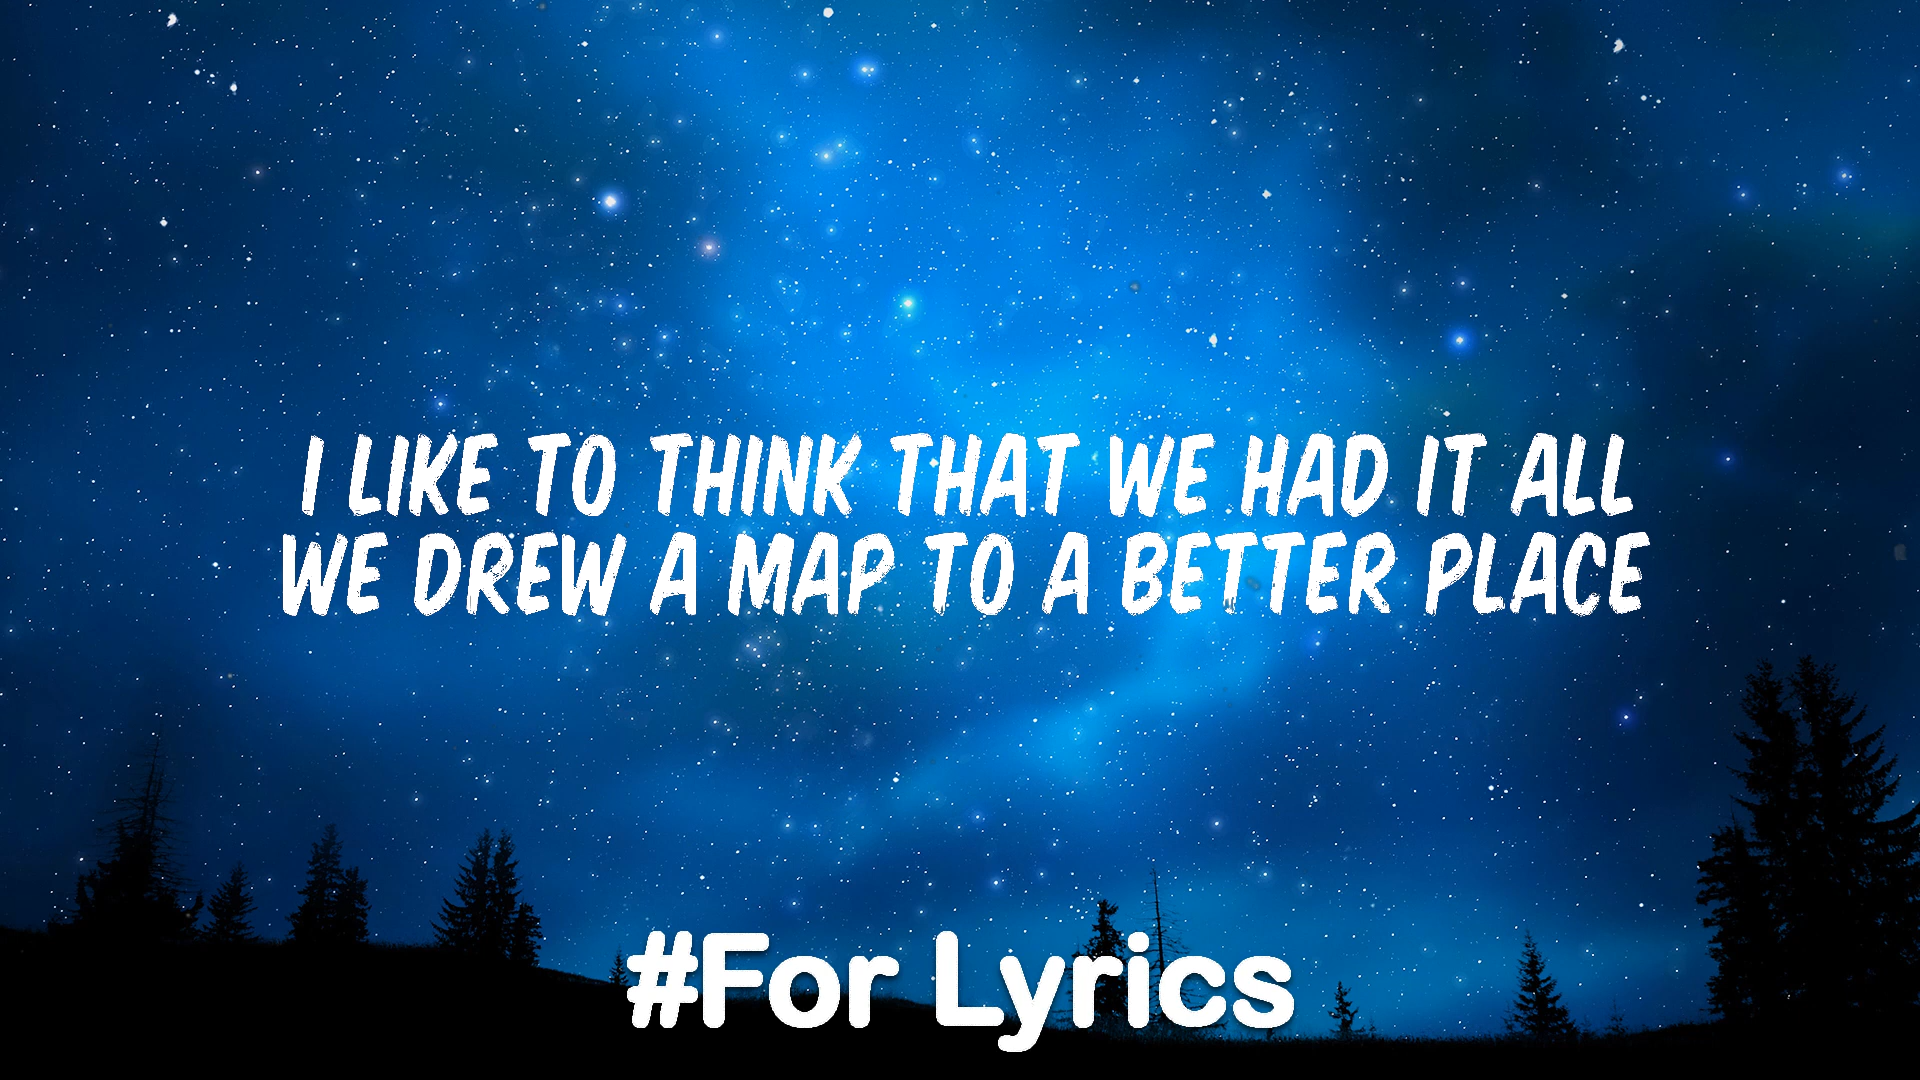 I LIKE TO THINK THAT WE HAD IT ALL
WE DREW A MAP TO A BETTER PLACE
#For Lyrics